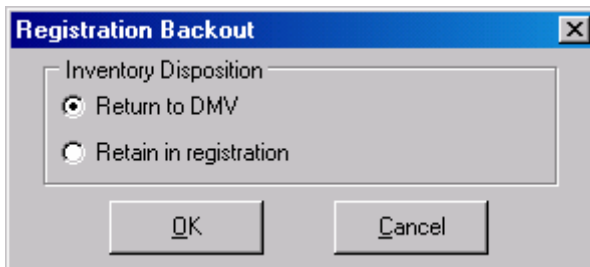 Registration Backout
Inventory Disposition
Return to DMV
Retain in registration
OK
Cancel